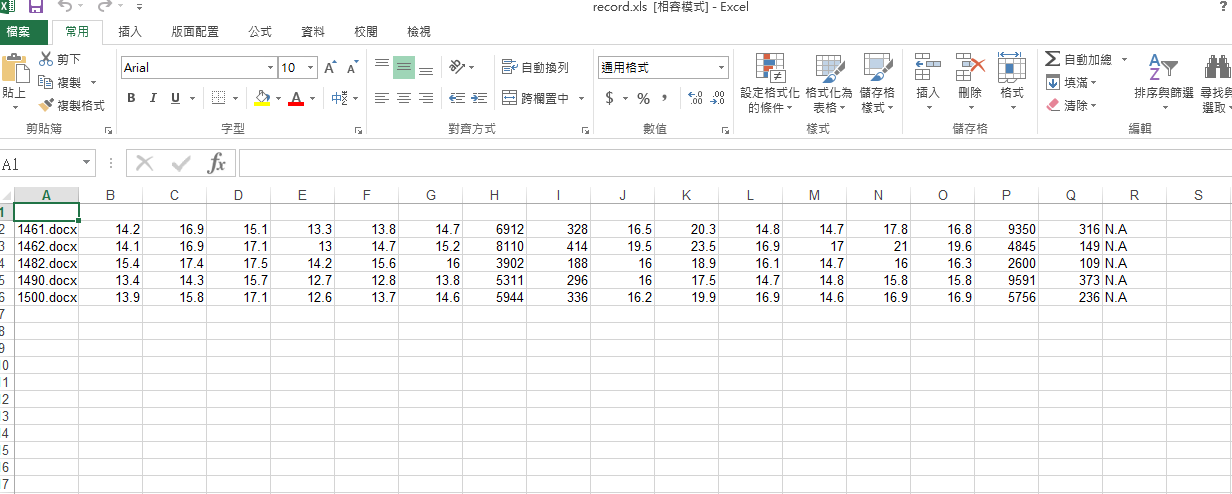 record.xls [相容模式] - Excel
?
檔案 常用 插入 版面配置 公式 資料 校閱 檢視
剪下 Arial 10 自動換列 通用格式 自動加總
複製 填滿
貼上 複製格式 B I U 中 跨欄置中 $ % , 設定格式化的條件 格式化為表格 儲存格樣式 插入 刪除 格式 清除 排序與篩選 尋找與選取
剪貼簿 字型 對齊方式 數值 樣式 儲存格 編輯
A1 fx
A B C D E F G H I J K L M N O P Q R S
1
2 1461.docx 14.2 16.9 15.1 13.3 13.8 14.7 6912 328 16.5 20.3 14.8 14.7 17.8 16.8 9350 316 N.A
3 1462.docx 14.1 16.9 17.1 13 14.7 15.2 8110 414 19.5 23.5 16.9 17 21 19.6 4845 149 N.A
4 1482.docx 15.4 17.4 17.5 14.2 15.6 16 3902 188 16 18.9 16.1 14.7 16 16.3 2600 109 N.A
5 1490.docx 13.4 14.3 15.7 12.7 12.8 13.8 5311 296 16 17.5 14.7 14.8 15.8 15.8 9591 373 N.A
6 1500.docx 13.9 15.8 17.1 12.6 13.7 14.6 5944 336 16.2 19.9 16.9 14.6 16.9 16.9 5756 236 N.A
7
8
9
10
11
12
13
14
15
16
17